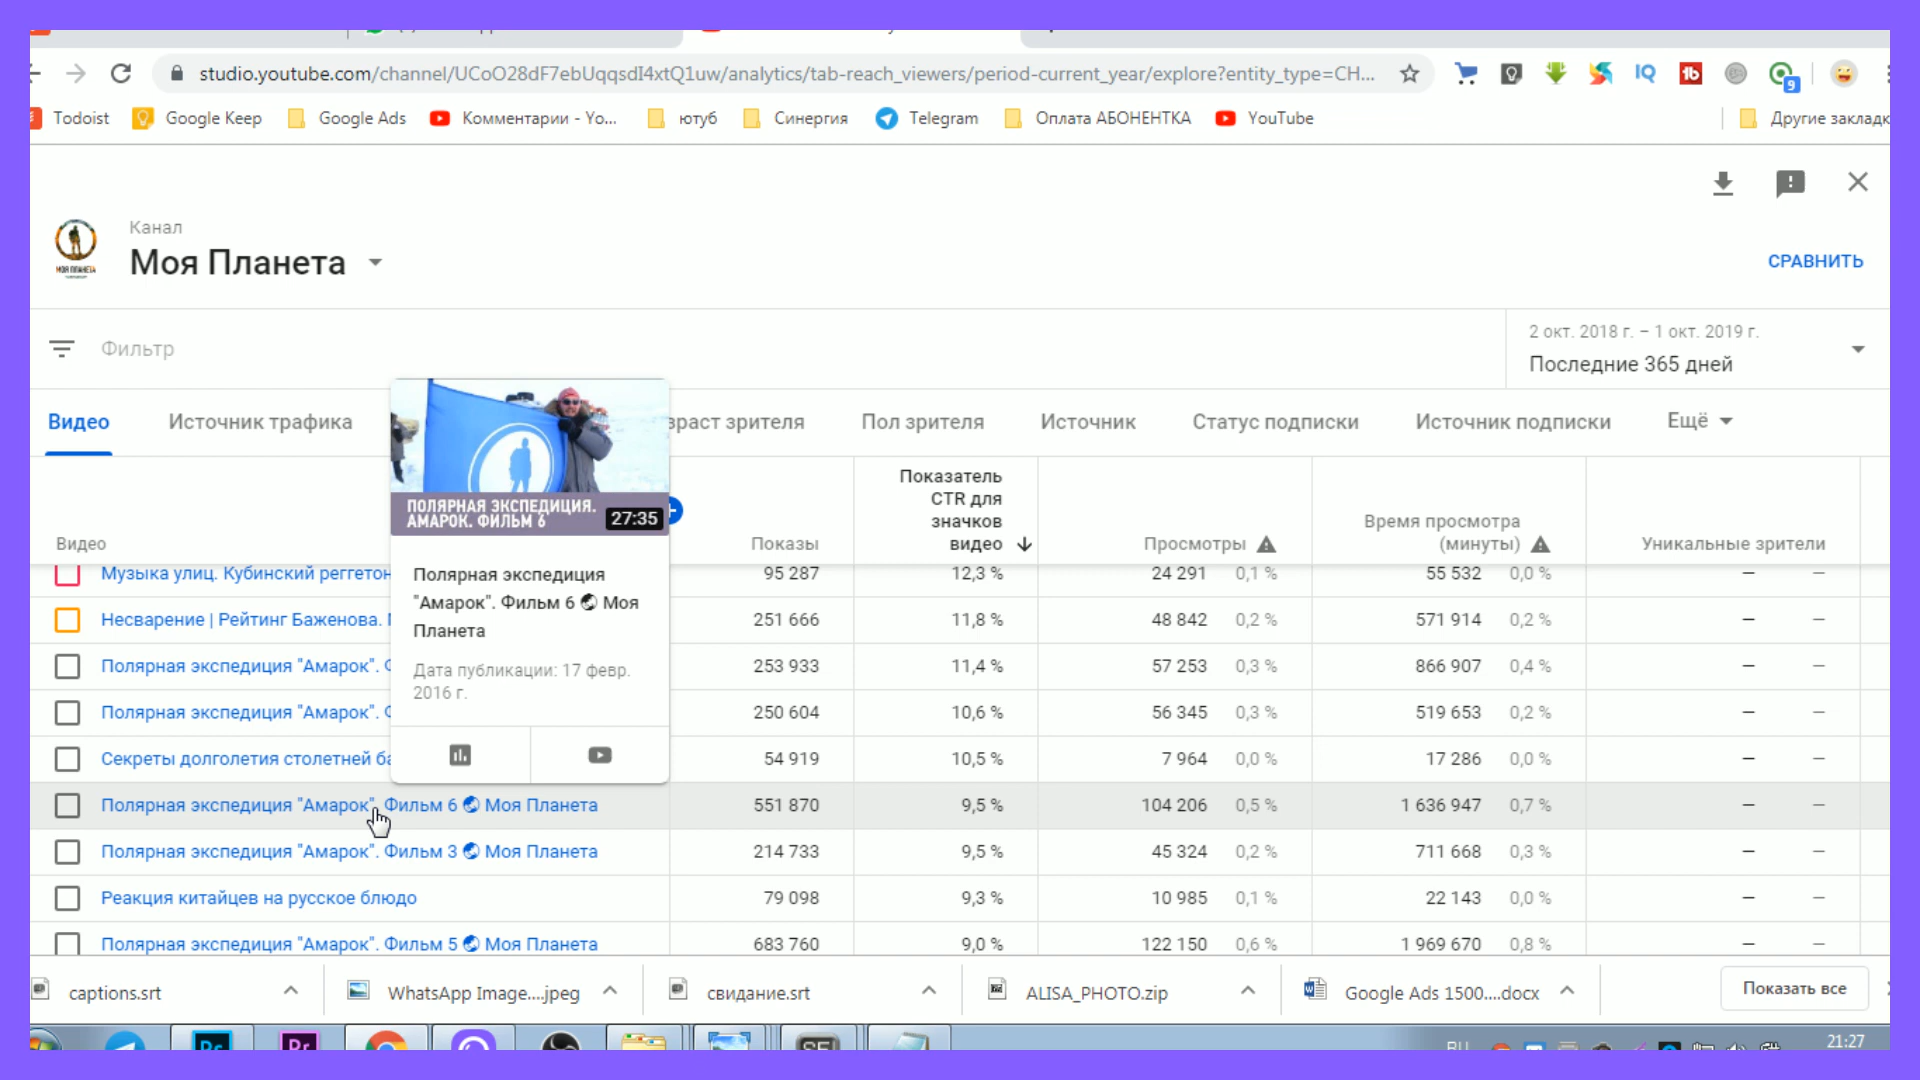 studio.youtube.com/channel/UCoO28dF7ebUqqsdI4xtQ1uw/analytics/tab-reach_viewers/period-current_year/explore?entity_type=CH...
IQ
9
Todoist Google Keep Google Ads Комментарии - Yo... ютуб Синергия Telegram Оплата АБОНЕНТКА YouTube Другие закладк
Канал
Моя Планета
МОЯ ПЛАНЕТА
СРАВНИТЬ
Фильтр
2 окт. 2018 г. – 1 окт. 2019 г.
Последние 365 дней
Видео Источник трафика зраст зрителя Пол зрителя Источник Статус подписки Источник подписки Ещё
ПОЛЯРНАЯ ЭКСПЕДИЦИЯ.
АМАРОК. ФИЛЬМ 6
27:35
Полярная экспедиция
"Амарок". Фильм 6 Моя
Планета
Дата публикации: 17 февр.
2016 г.
Видео
Показы
Показатель
CTR для
значков
видео
Просмотры
Время просмотра
(минуты)
Уникальные зрители
Музыка улиц. Кубинский реггетон 95 287 12,3 % 24 291 0,1 % 55 532 0,0 % – –
Несварение | Рейтинг Баженова. 251 666 11,8 % 48 842 0,2 % 571 914 0,2 % – –
Полярная экспедиция "Амарок". 253 933 11,4 % 57 253 0,3 % 866 907 0,4 % – –
Полярная экспедиция "Амарок". 250 604 10,6 % 56 345 0,3 % 519 653 0,2 % – –
Секреты долголетия столетней ба 54 919 10,5 % 7 964 0,0 % 17 286 0,0 % – –
Полярная экспедиция "Амарок". Фильм 6 Моя Планета 551 870 9,5 % 104 206 0,5 % 1 636 947 0,7 % – –
Полярная экспедиция "Амарок". Фильм 3 Моя Планета 214 733 9,5 % 45 324 0,2 % 711 668 0,3 % – –
Реакция китайцев на русское блюдо 79 098 9,3 % 10 985 0,1 % 22 143 0,0 % – –
Полярная экспедиция "Амарок". Фильм 5 Моя Планета 683 760 9,0 % 122 150 0,6 % 1 969 670 0,8 % – –
captions.srt WhatsApp Image....jpeg свидание.srt ALISA_PHOTO.zip Google Ads 1500....docx Показать все
Ps Pr RU 21:27